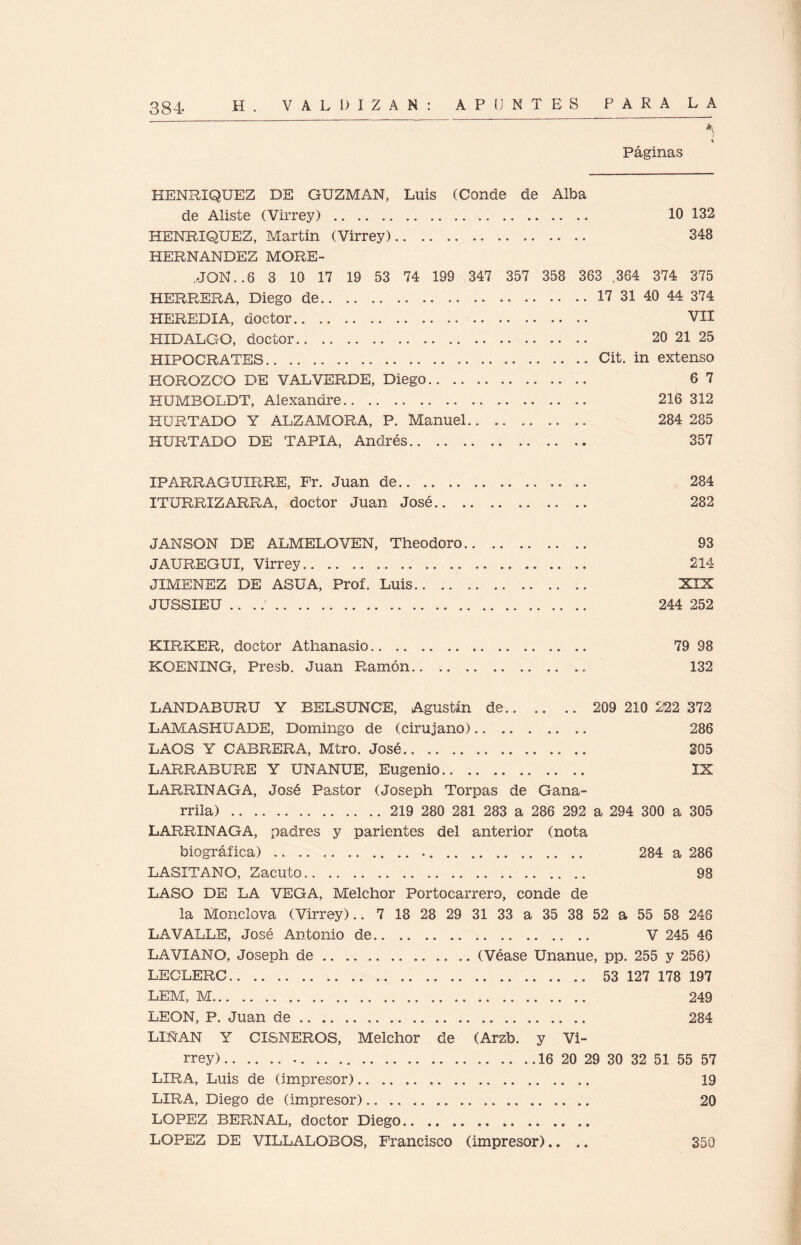 384 H. VALDIZAN: APUNTES PARA LA
Páginas
HENRIQUEZ DE GUZMAN, Luis (Conde de Alba
de Aliste (Virrey) .. .. .. .. .. .. .. .. .. .. .. .. .. 10 132
HENRIQUEZ, Martín (Virrey).. .. .. .. .. .. .. .. .. .. 348
HERNANDEZ MORE-
JON..6 3 10 17 19 53 74 199 347 357 358 363 364 374 375
HERRERA, Diego de.. .. .. .. .. .. .. .. .. .. .. .. .. 17 31 40 44 374
HEREDIA, doctor.. .. .. .. .. .. .. .. .. .. .. .. .. .. VII
HIDALGO, doctor.. .. .. .. .. .. .. .. .. .. .. .. .. .. 20 21 25
HIPOCRATES.. .. .. .. .. .. .. .. .. .. .. .. .. .. .. Cit. in extenso
HOROZCO DE VALVERDE, Diego.. .. .. .. .. .. .. .. 6 7
HUMBOLDT, Alexandre.. .. .. .. .. .. .. .. .. .. .. .. 216 312
HURTADO Y ALZAMORA, P. Manuel.. .. .. .. .. .. 284 285
HURTADO DE TAPIA, Andrés.. .. .. .. .. .. .. .. .. 357
IPARRAGUIRRE, Fr. Juan de.. .. .. .. .. .. .. .. .. 284
ITURRIZARRA, doctor Juan José.. .. .. .. .. .. .. .. 282
JANSON DE ALMELOVEN, Theodoro.. .. .. .. .. .. 93
JAUREGUI, Virrey.. .. .. .. .. .. .. .. .. .. .. .. .. .. 214
JIMENEZ DE ASUA, Prof. Luis.. .. .. .. .. .. .. .. .. XIX
JUSSIEU .. .. .. .. .. .. .. .. .. .. .. .. .. .. .. .. .. 244 252
KIRKER, doctor Athanasio.. .. .. .. .. .. .. .. .. .. .. 79 98
KOENING, Presb. Juan Ramón.. .. .. .. .. .. .. .. .. 132
LANDABURU Y BELSUNCE, Agustín de.. .. .. .. 209 210 222 372
LAMASHUADE, Domingo de (cirujano).. .. .. .. .. .. 286
LAOS Y CABRERA, Mtro. José.. .. .. .. .. .. .. .. .. 305
LARRABURE Y UNANUE, Eugenio.. .. .. .. .. .. .. .. IX
LARRINAGA, José Pastor (Joseph Torpas de Gana-
rrila) .. .. .. .. .. .. .. .. 219 280 281 283 a 286 292 a 294 300 a 305
LARRINAGA, padres y parientes del anterior (nota
biográfica) .. .. .. .. .. .. .. .. .. .. .. .. .. .. .. 284 a 286
LASITANO, Zacuto.. .. .. .. .. .. .. .. .. .. .. .. .. .. 98
LASO DE LA VEGA, Melchor Portocarrero, conde de
la Monclova (Virrey).. 7 18 28 29 31 33 a 35 38 52 a 55 58 246
LAVALLE, José Antonio de.. .. .. .. .. .. .. .. .. .. .. V 245 46
LAVIANO, Joseph de .. .. .. .. .. .. .. .. (Véase Unanue, pp. 255 y 256)
LECLERC.. .. .. .. .. .. .. .. .. .. .. .. .. .. .. .. .. 53 127 178 197
LEM, M... .. .. .. .. .. .. .. .. .. .. .. .. .. .. .. .. .. 249
LEON, P. Juan de .. .. .. .. .. .. .. .. .. .. .. .. .. .. 284
LIÑAN Y CISNEROS, Melchor de (Arzb. y Vi-
rrey).. .. .. .. .. .. .. .. .. .. .. .. .. .. .. .. ..16 20 29 30 32 51 55 57
LIRA, Luis de (impresor).. .. .. .. .. .. .. .. .. .. .. .. 19
LIRA, Diego de (impresor).. .. .. .. .. .. .. .. .. .. .. .. 20
LOPEZ BERNAL, doctor Diego.. .. .. .. .. .. .. .. .. ..
LOPEZ DE VILLALOBOS, Francisco (impresor).. .. 350